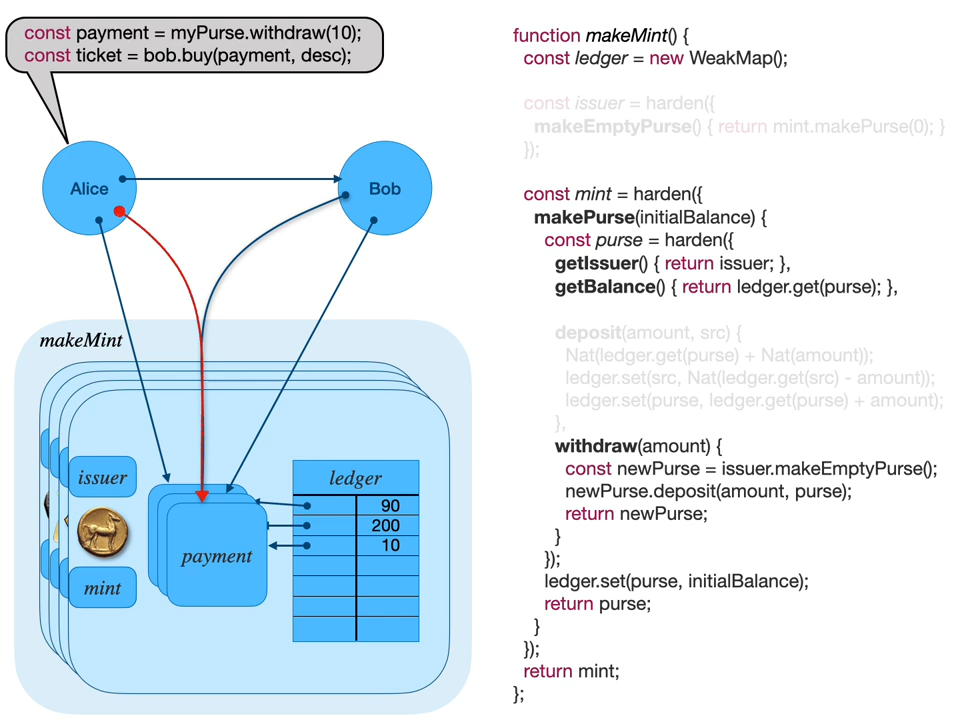 const payment = myPurse.withdraw(10);
const ticket = bob.buy(payment, desc);
Alice
Bob
makeMint
issuer
mint
payment
ledger
90
200
10
function makeMint() {
const ledger = new WeakMap();
const issuer = harden({
makeEmptyPurse() { return mint.makePurse(0); }
});
const mint = harden({
makePurse(initialBalance) {
const purse = harden({
getIssuer() { return issuer; },
getBalance() { return ledger.get(purse); },
deposit(amount, src) {
Nat(ledger.get(purse) + Nat(amount));
ledger.set(src, Nat(ledger.get(src) - amount));
ledger.set(purse, ledger.get(purse) + amount);
},
withdraw(amount) {
const newPurse = issuer.makeEmptyPurse();
newPurse.deposit(amount, purse);
return newPurse;
}
});
ledger.set(purse, initialBalance);
return purse;
}
});
return mint;
};